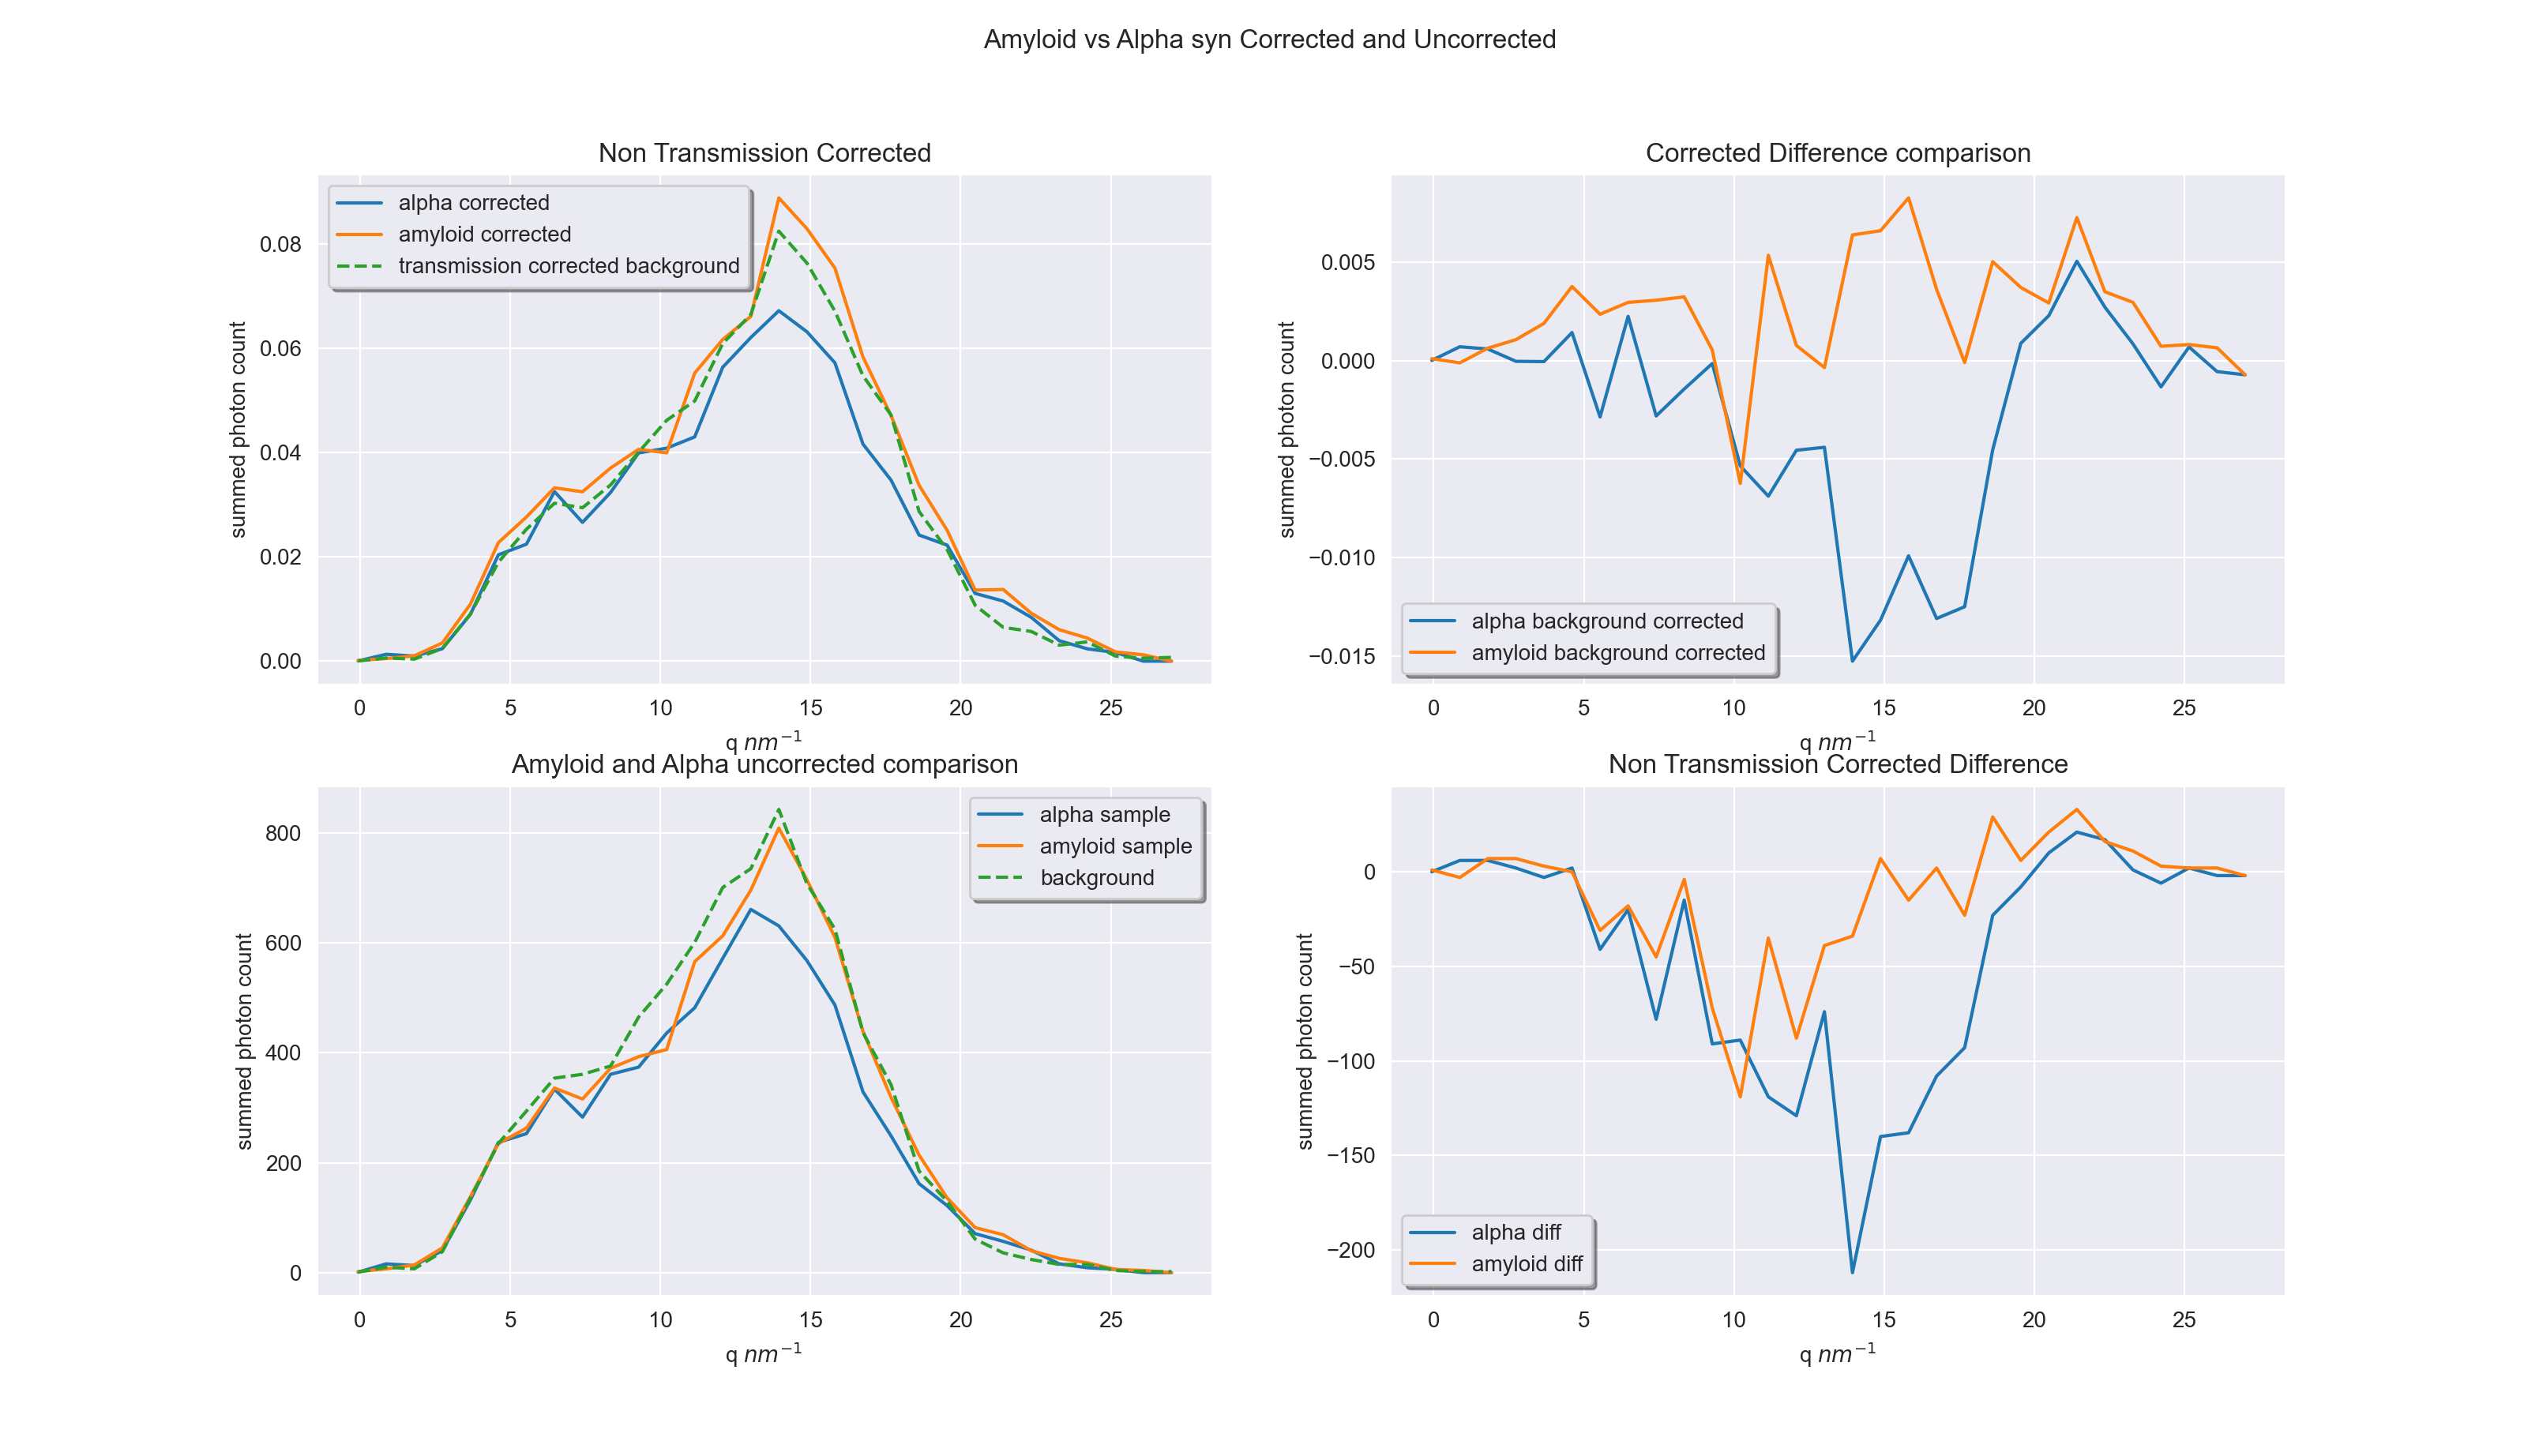 Amyloid vs Alpha syn Corrected and Uncorrected
Non Transmission Corrected
alpha corrected
amyloid corrected
transmission corrected background
summed photon count
0.08
0.06
0.04
0.02
0.00
0 5 10 15 20 25
q nm⁻¹
Corrected Difference comparison
alpha background corrected
amyloid background corrected
summed photon count
0.005
0.000
−0.005
−0.010
−0.015
0 5 10 15 20 25
q nm⁻¹
Amyloid and Alpha uncorrected comparison
alpha sample
amyloid sample
background
summed photon count
800
600
400
200
0
0 5 10 15 20 25
q nm⁻¹
Non Transmission Corrected Difference
alpha diff
amyloid diff
summed photon count
0
−50
−100
−150
−200
0 5 10 15 20 25
q nm⁻¹